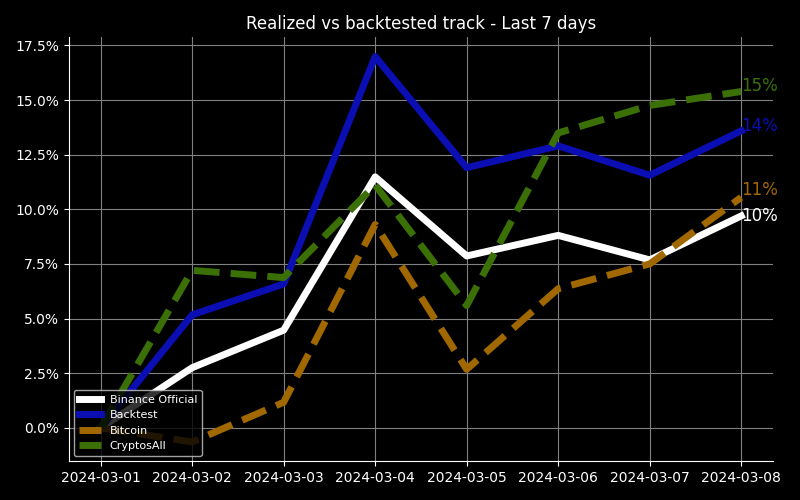 Realized vs backtested track - Last 7 days
17.5%
15.0%
12.5%
10.0%
7.5%
5.0%
2.5%
0.0%
15%
14%
11%
10%
Binance Official
Backtest
Bitcoin
CryptosAll
2024-03-01 2024-03-02 2024-03-03 2024-03-04 2024-03-05 2024-03-06 2024-03-07 2024-03-08